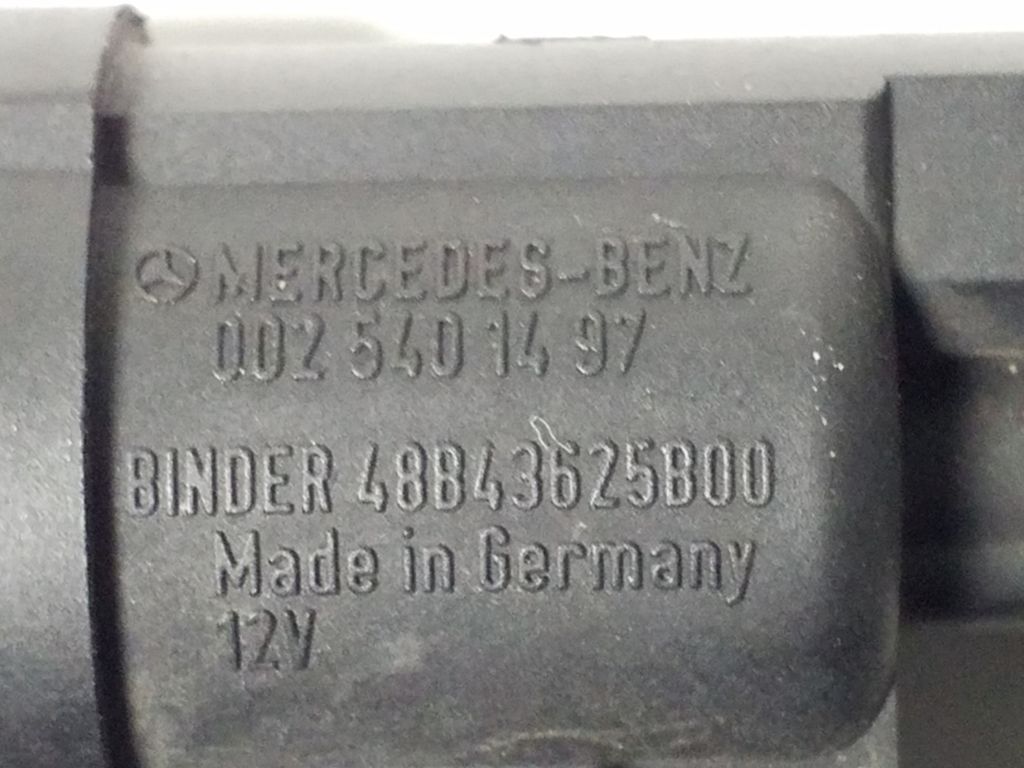 MERCEDES-BENZ
002 540 14 97
BINDER 48843625B00
Made in Germany
12V